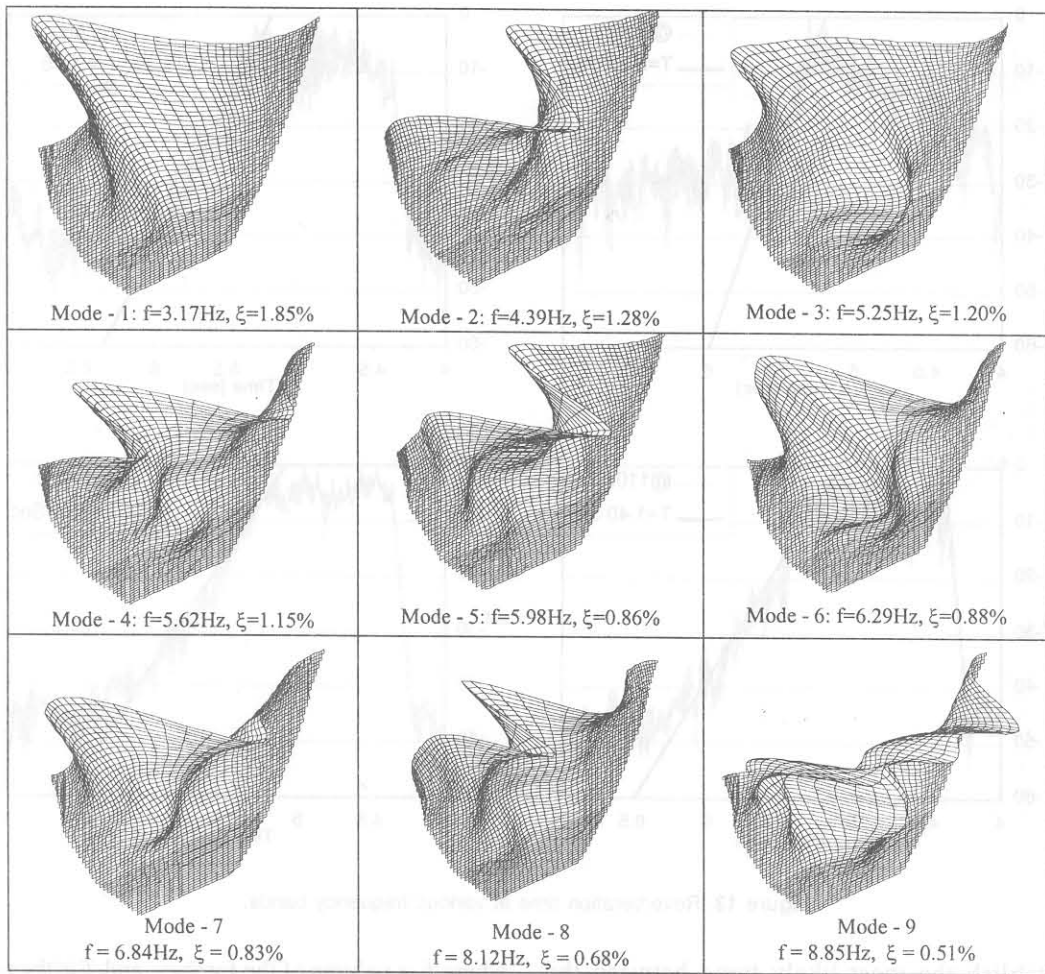 Mode - 1: f=3.17Hz, ξ=1.85%
Mode - 2: f=4.39Hz, ξ=1.28%
Mode - 3: f=5.25Hz, ξ=1.20%
Mode - 4: f=5.62Hz, ξ=1.15%
Mode - 5: f=5.98Hz, ξ=0.86%
Mode - 6: f=6.29Hz, ξ=0.88%
Mode - 7
f = 6.84Hz, ξ = 0.83%
Mode - 8
f = 8.12Hz, ξ = 0.68%
Mode - 9
f = 8.85Hz, ξ = 0.51%